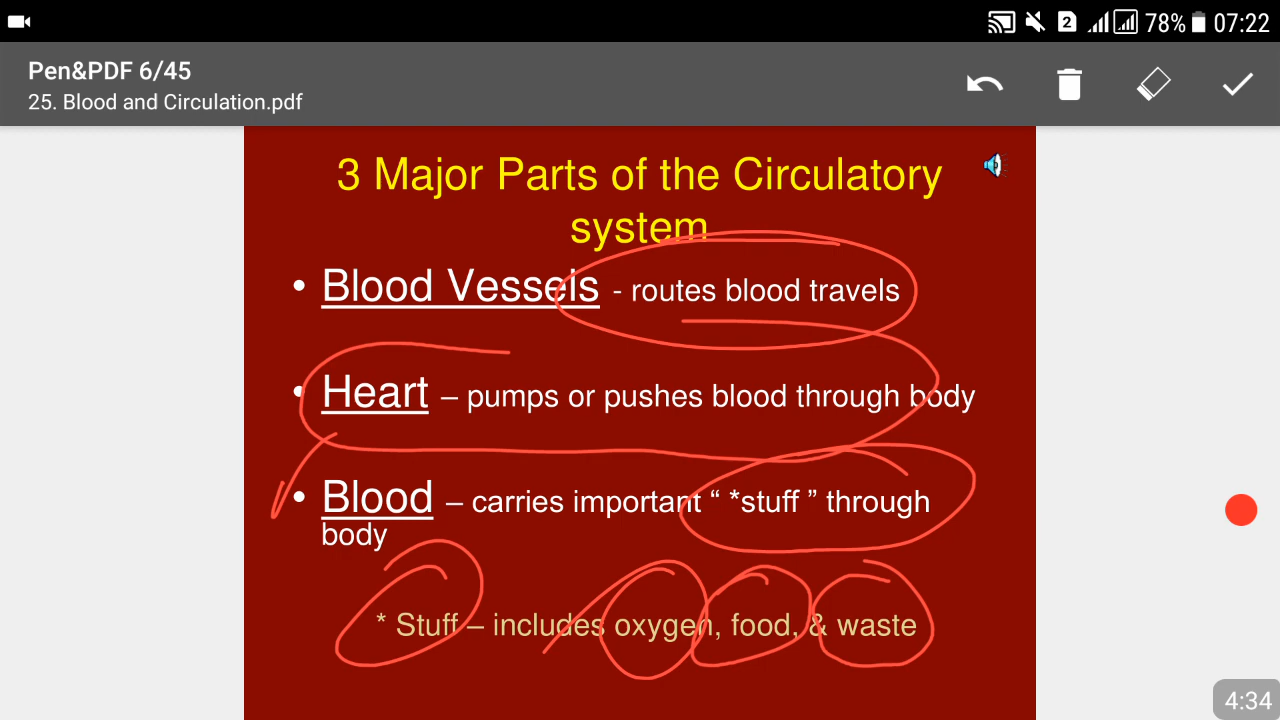 2 78% 07:22
Pen&PDF 6/45
25. Blood and Circulation.pdf
3 Major Parts of the Circulatory
system
• Blood Vessels - routes blood travels
• Heart – pumps or pushes blood through body
• Blood – carries important “ *stuff ” through
body
* Stuff – includes oxygen, food, & waste
4:34